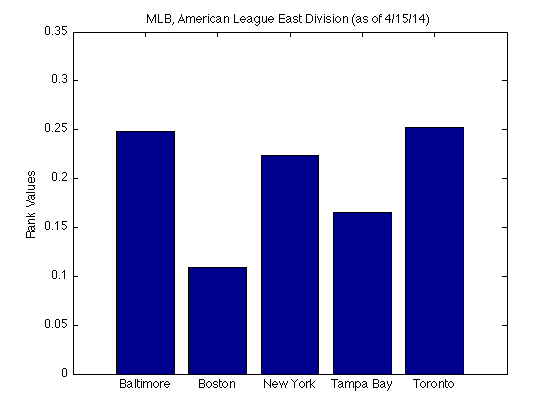 MLB, American League East Division (as of 4/15/14)
0.35
0.3
0.25
0.2
0.15
0.1
0.05
0
Rank Values
Baltimore Boston New York Tampa Bay Toronto